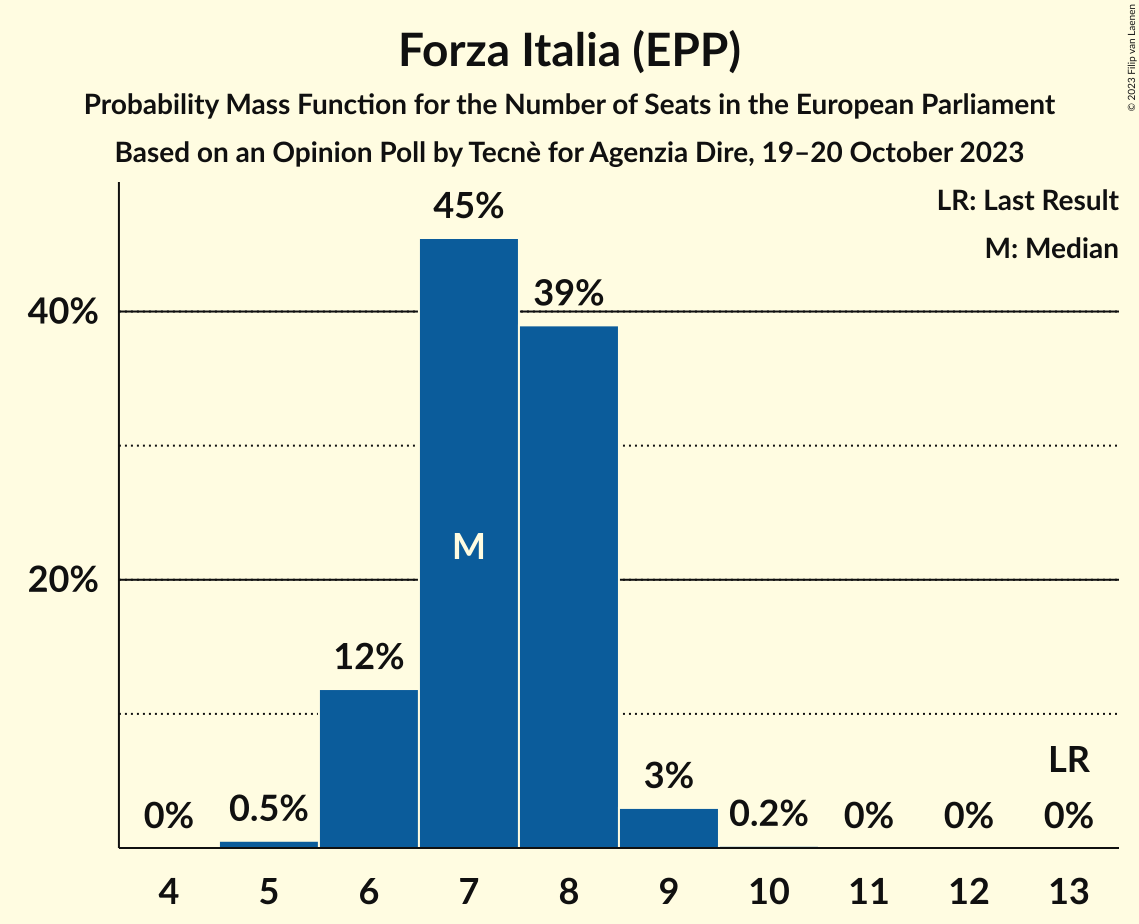 Forza Italia (EPP)
Probability Mass Function for the Number of Seats in the European Parliament
Based on an Opinion Poll by Tecnè for Agenzia Dire, 19–20 October 2023
© 2023 Filip van Laenen
LR: Last Result
M: Median
45%
39%
40%
M
20%
12%
LR
3%
0%
0.5%
0.2%
0%
0%
0%
4
5
6
7
8
9
10
11
12
13